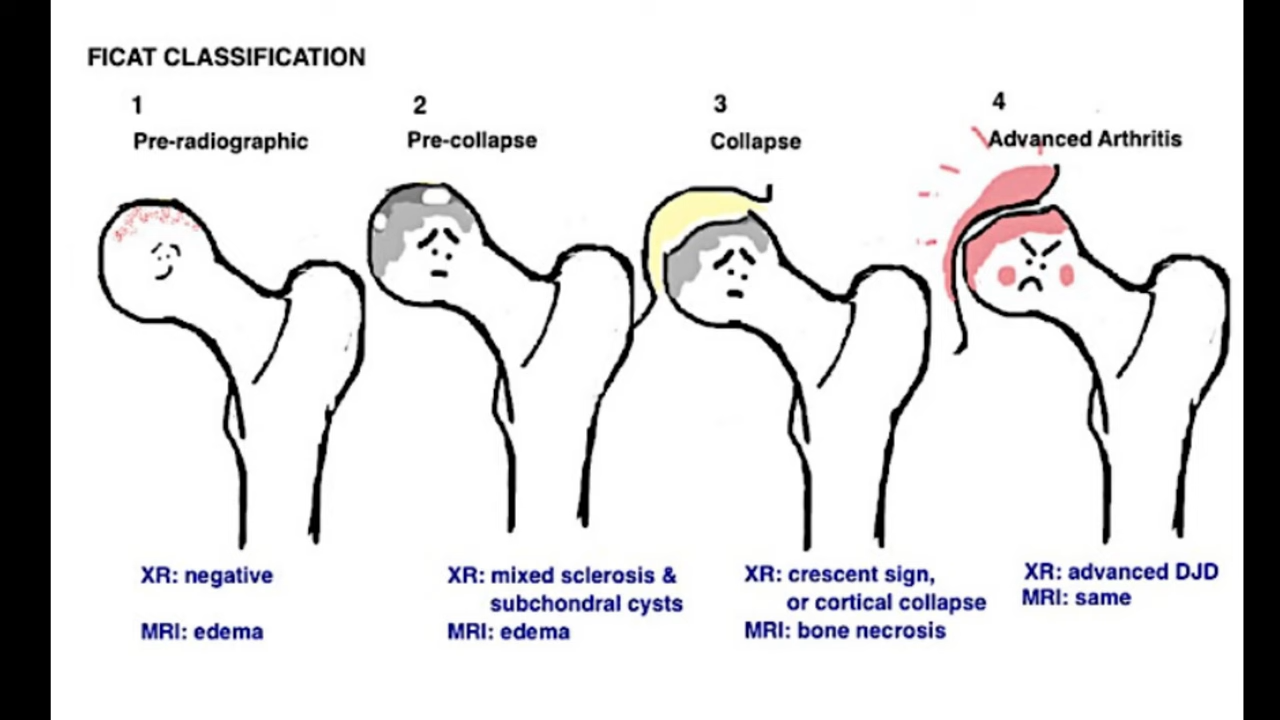 FICAT CLASSIFICATION
1
Pre-radiographic
2
Pre-collapse
3
Collapse
4
Advanced Arthritis
XR: negative
MRI: edema
XR: mixed sclerosis &
subchondral cysts
MRI: edema
XR: crescent sign,
or cortical collapse
MRI: bone necrosis
XR: advanced DJD
MRI: same